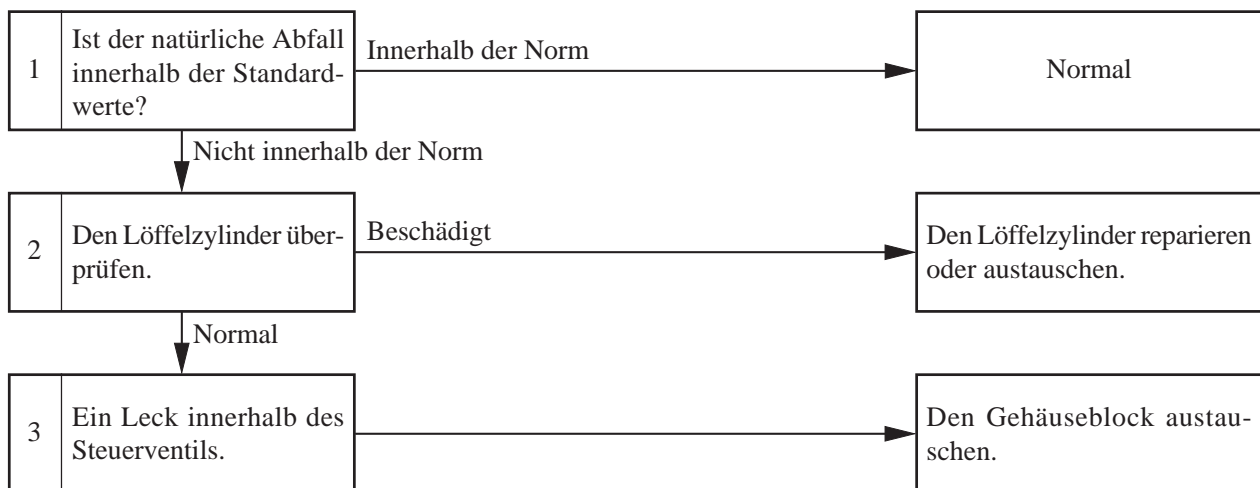 1
Ist der natürliche Abfall
innerhalb der Standard-
werte?
Innerhalb der Norm
Normal
Nicht innerhalb der Norm
2
Den Löffelzylinder über-
prüfen.
Beschädigt
Den Löffelzylinder reparieren
oder austauschen.
Normal
3
Ein Leck innerhalb des
Steuerventils.
Den Gehäuseblock austau-
schen.